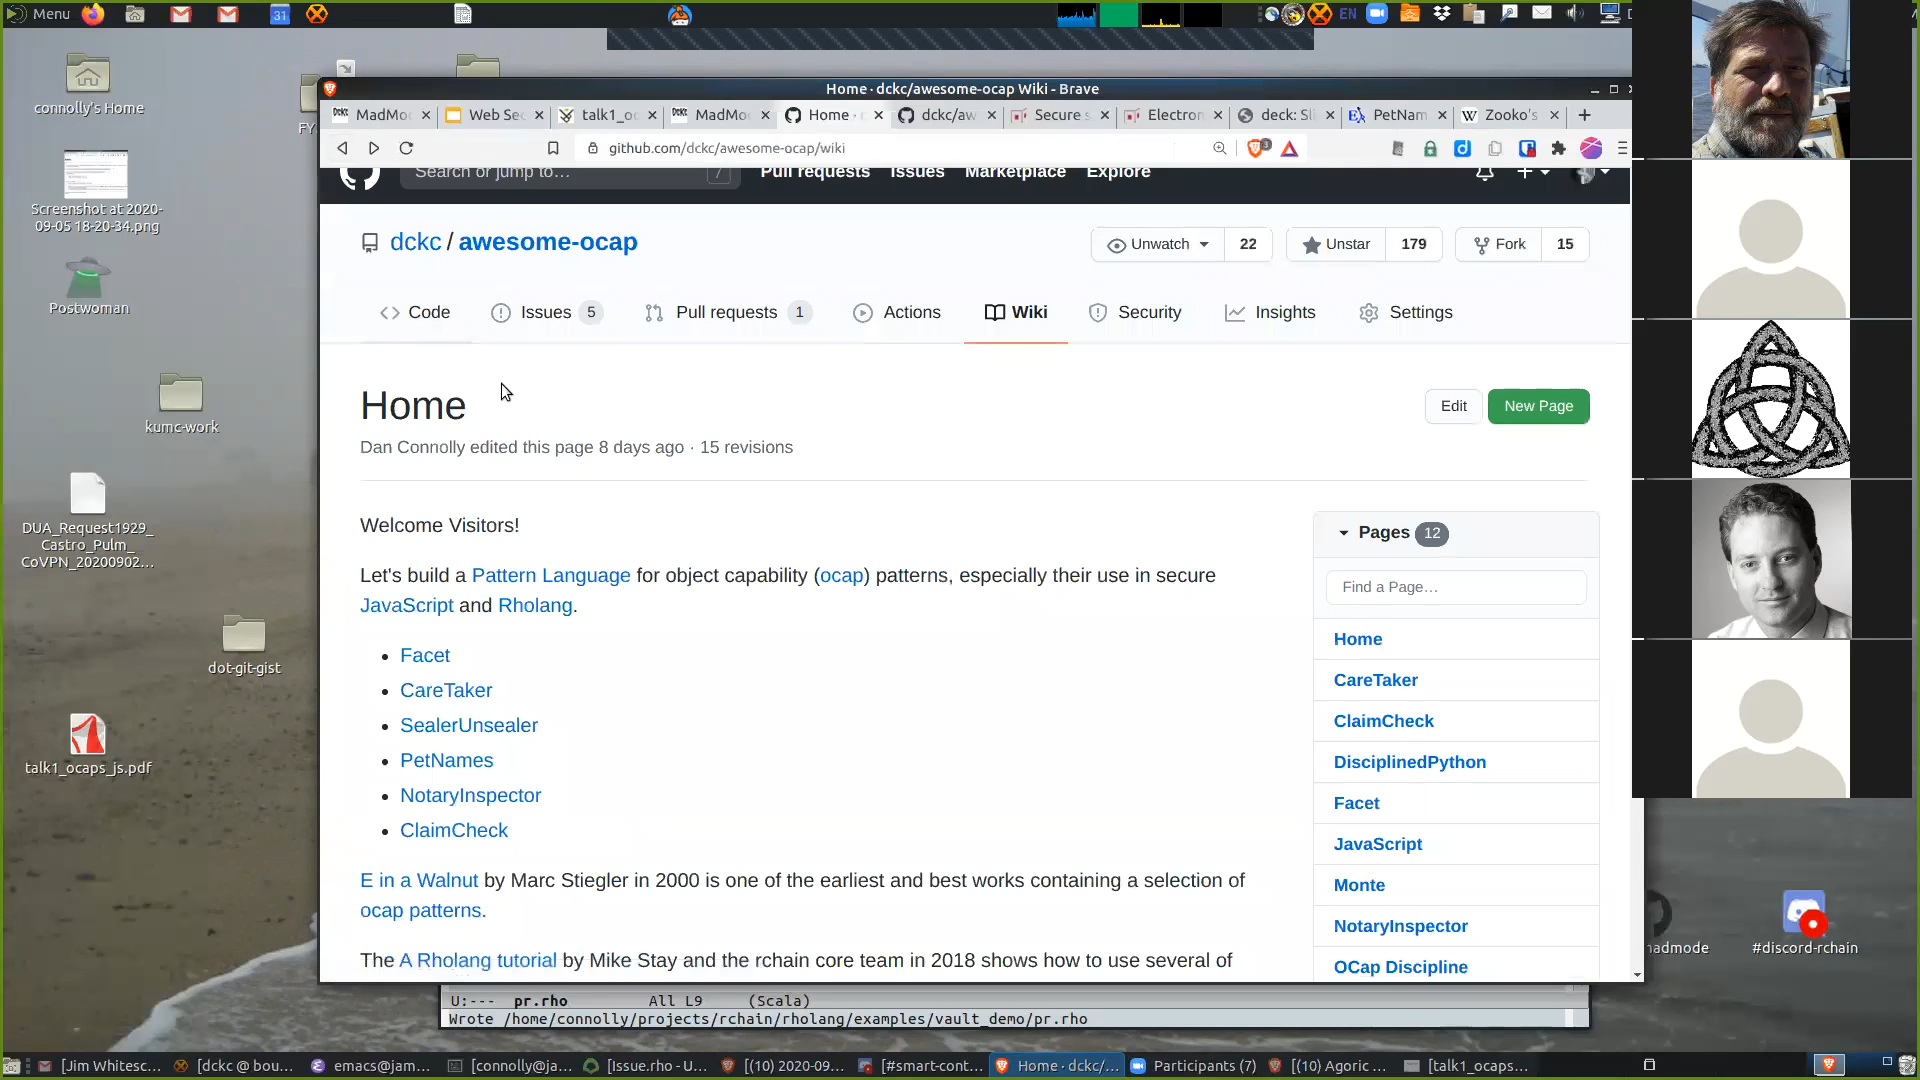 Menu
EN
connolly's Home
FY
Screenshot at 2020-
09-05 18-20-34.png
Postwoman
kumc-work
DUA_Request1929_
Castro_Pulm_
CoVPN_20200902...
dot-git-gist
talk1_ocaps_js.pdf
Home · dckc/awesome-ocap Wiki - Brave
MadMo
Web Sec
talk1_oc
MadMo
Home ·
dckc/aw
Secure s
Electron
deck: Sl
PetNam
Zooko's
github.com/dckc/awesome-ocap/wiki
3
Search or jump to...
/
Pull requests
Issues
Marketplace
Explore
dckc / awesome-ocap
Unwatch 22
Unstar 179
Fork 15
Code
Issues 5
Pull requests 1
Actions
Wiki
Security
Insights
Settings
Home
Edit
New Page
Dan Connolly edited this page 8 days ago · 15 revisions
Welcome Visitors!
Let's build a Pattern Language for object capability (ocap) patterns, especially their use in secure
JavaScript and Rholang.
• Facet
• CareTaker
• SealerUnsealer
• PetNames
• NotaryInspector
• ClaimCheck
E in a Walnut by Marc Stiegler in 2000 is one of the earliest and best works containing a selection of
ocap patterns.
The A Rholang tutorial by Mike Stay and the rchain core team in 2018 shows how to use several of
Pages 12
Find a Page…
Home
CareTaker
ClaimCheck
DisciplinedPython
Facet
JavaScript
Monte
NotaryInspector
OCap Discipline
admode
#discord-rchain
U:--- pr.rho All L9 (Scala)
Wrote /home/connolly/projects/rchain/rholang/examples/vault_demo/pr.rho
[Jim Whitesc...
[dckc @ bou...
emacs@jam...
[connolly@ja...
[Issue.rho - U...
[(10) 2020-09...
[#smart-cont...
Home · dckc/...
Participants (7)
[(10) Agoric ...
[talk1_ocaps...